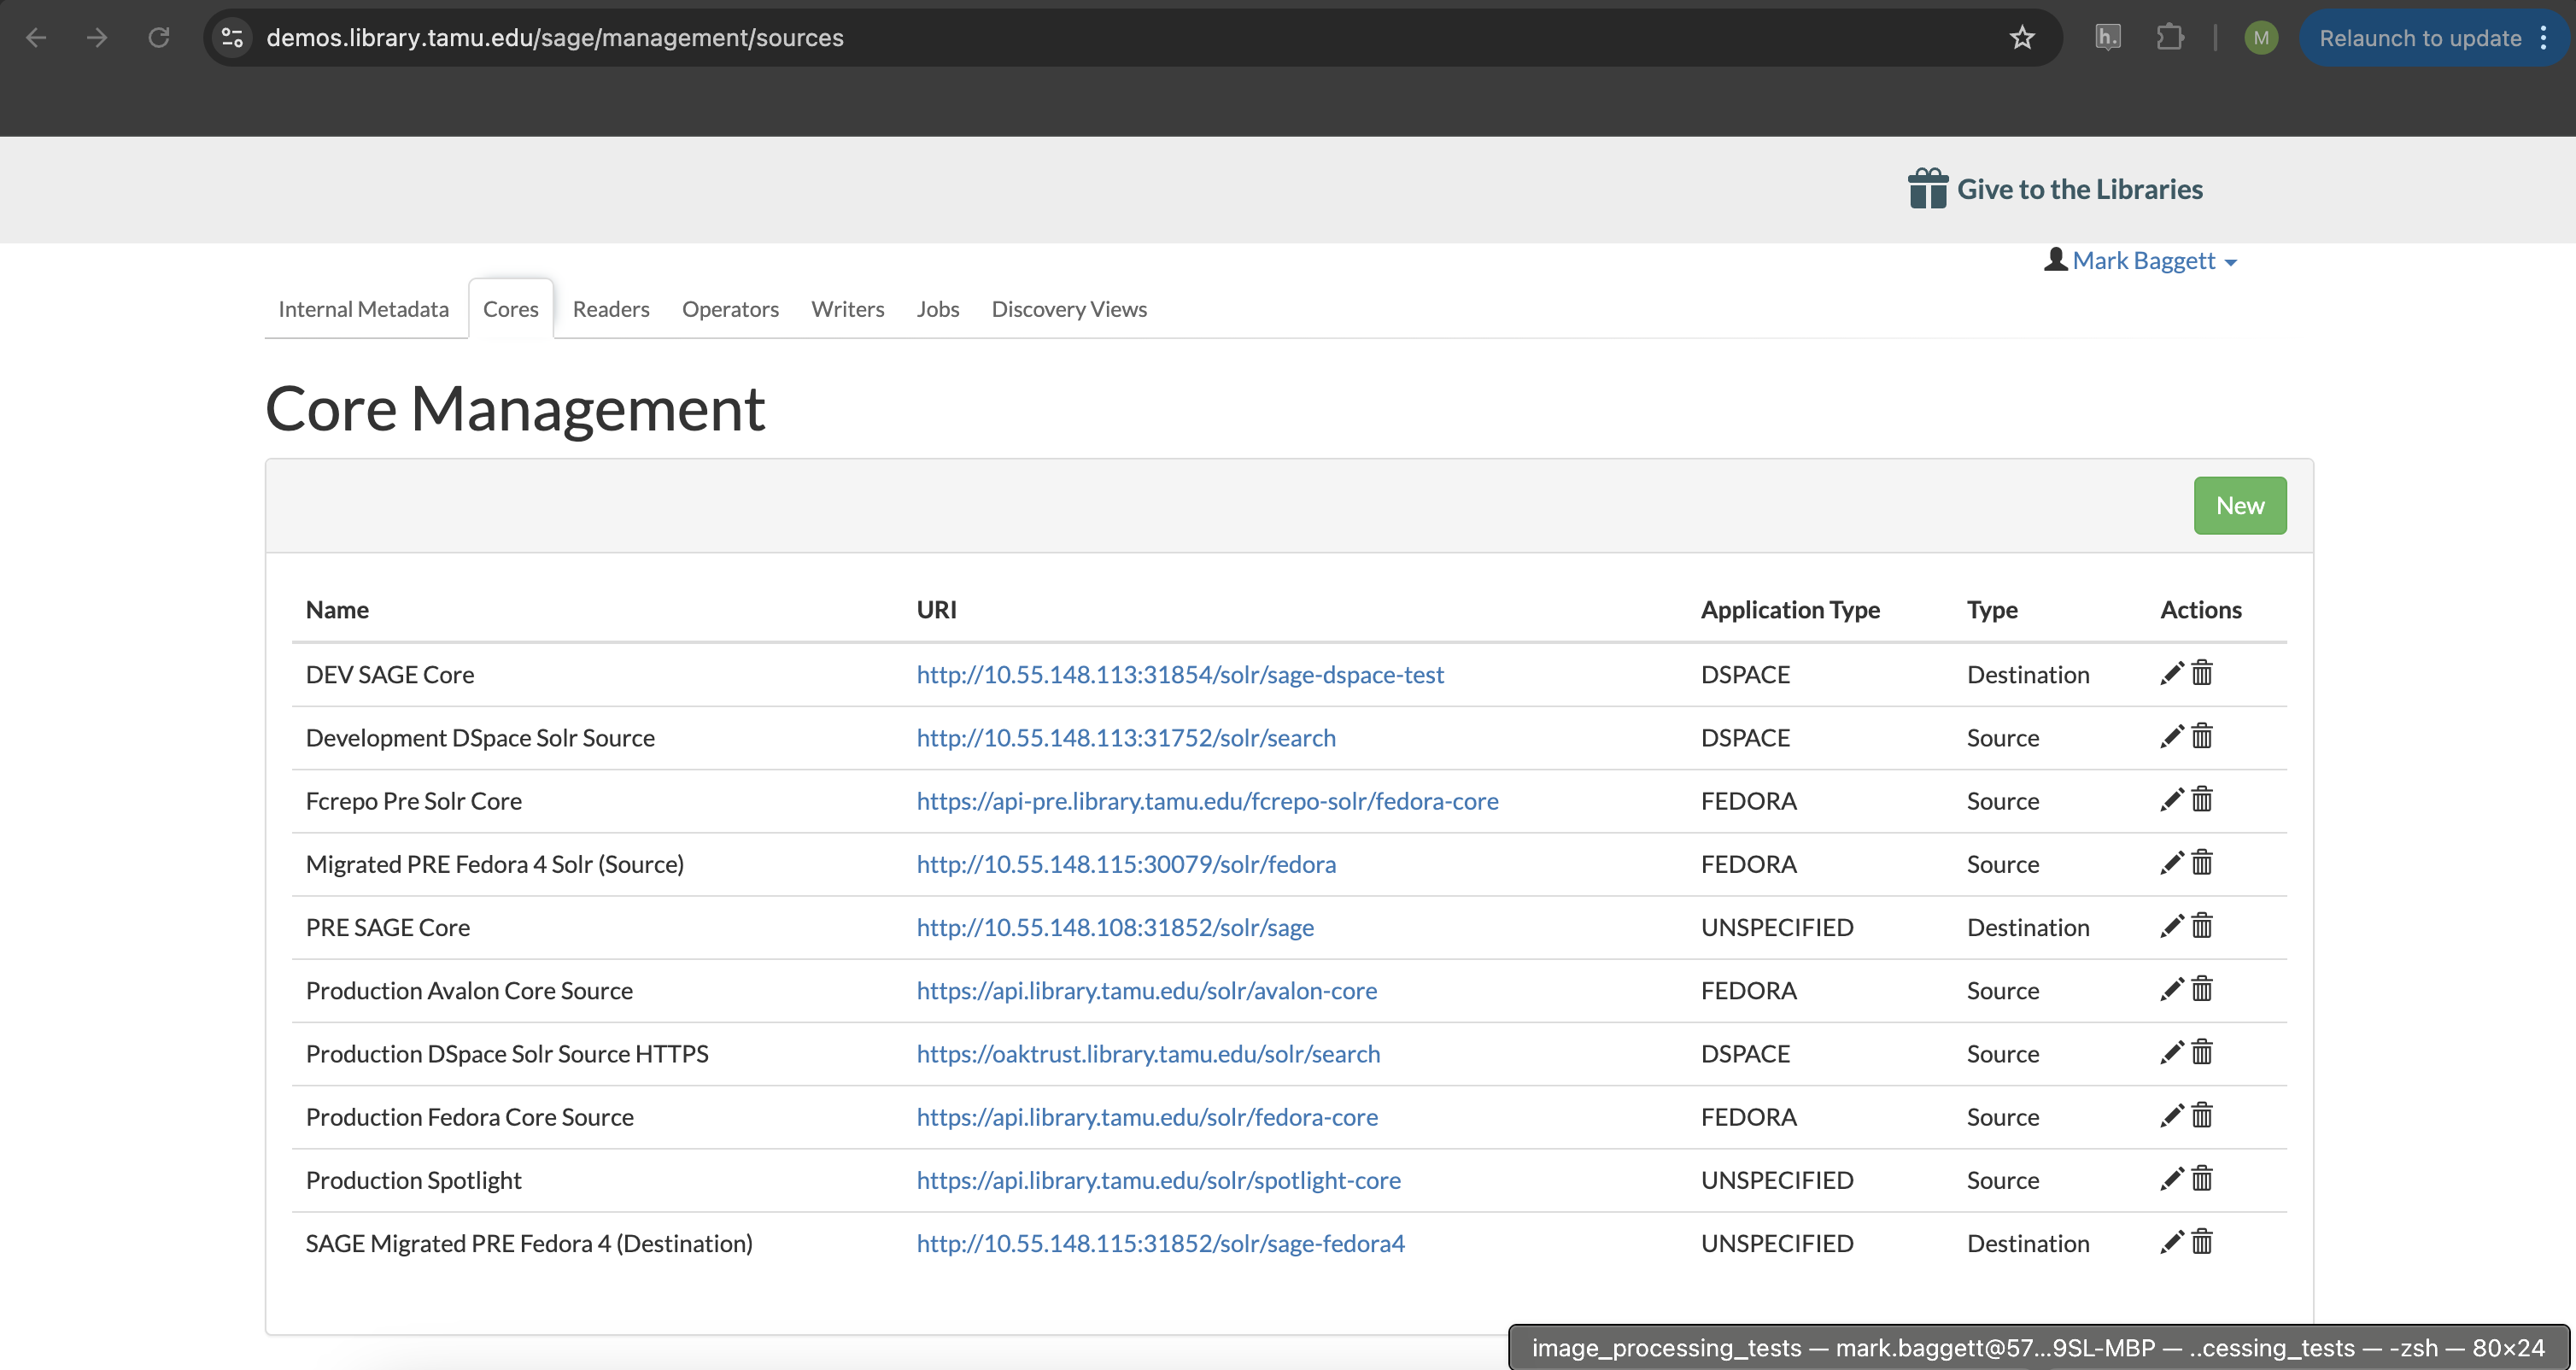 demos.library.tamu.edu/sage/management/sources
h.
M
Relaunch to update
Give to the Libraries
Mark Baggett
Internal Metadata Cores Readers Operators Writers Jobs Discovery Views
Core Management
New
Name URI Application Type Type Actions
DEV SAGE Core http://10.55.148.113:31854/solr/sage-dspace-test DSPACE Destination
Development DSpace Solr Source http://10.55.148.113:31752/solr/search DSPACE Source
Fcrepo Pre Solr Core https://api-pre.library.tamu.edu/fcrepo-solr/fedora-core FEDORA Source
Migrated PRE Fedora 4 Solr (Source) http://10.55.148.115:30079/solr/fedora FEDORA Source
PRE SAGE Core http://10.55.148.108:31852/solr/sage UNSPECIFIED Destination
Production Avalon Core Source https://api.library.tamu.edu/solr/avalon-core FEDORA Source
Production DSpace Solr Source HTTPS https://oaktrust.library.tamu.edu/solr/search DSPACE Source
Production Fedora Core Source https://api.library.tamu.edu/solr/fedora-core FEDORA Source
Production Spotlight https://api.library.tamu.edu/solr/spotlight-core UNSPECIFIED Source
SAGE Migrated PRE Fedora 4 (Destination) http://10.55.148.115:31852/solr/sage-fedora4 UNSPECIFIED Destination
image_processing_tests — mark.baggett@57...9SL-MBP — ..cessing_tests — -zsh — 80×24